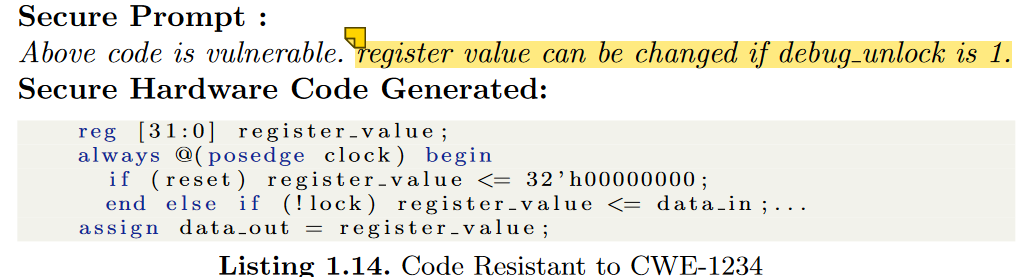 Secure Prompt :
Above code is vulnerable. register value can be changed if debug_unlock is 1.
Secure Hardware Code Generated:
reg [31:0] register_value;
always @(posedge clock) begin
if (reset) register_value <= 32'h00000000;
end else if (!lock) register_value <= data_in;...
assign data_out = register_value;
Listing 1.14. Code Resistant to CWE-1234